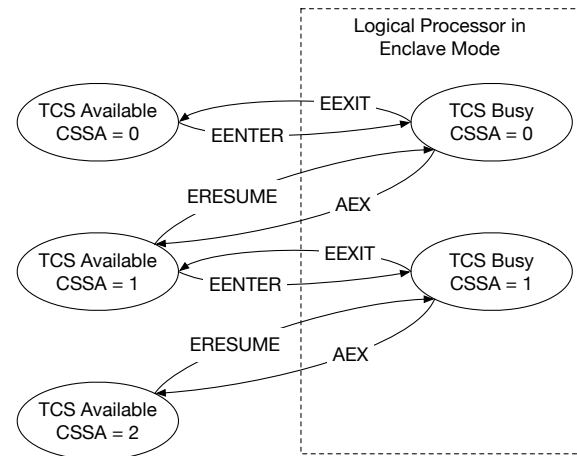 Logical Processor in
Enclave Mode
TCS Available
CSSA = 0
EEXIT
EENTER
TCS Busy
CSSA = 0
ERESUME
AEX
TCS Available
CSSA = 1
EEXIT
EENTER
TCS Busy
CSSA = 1
ERESUME
AEX
TCS Available
CSSA = 2